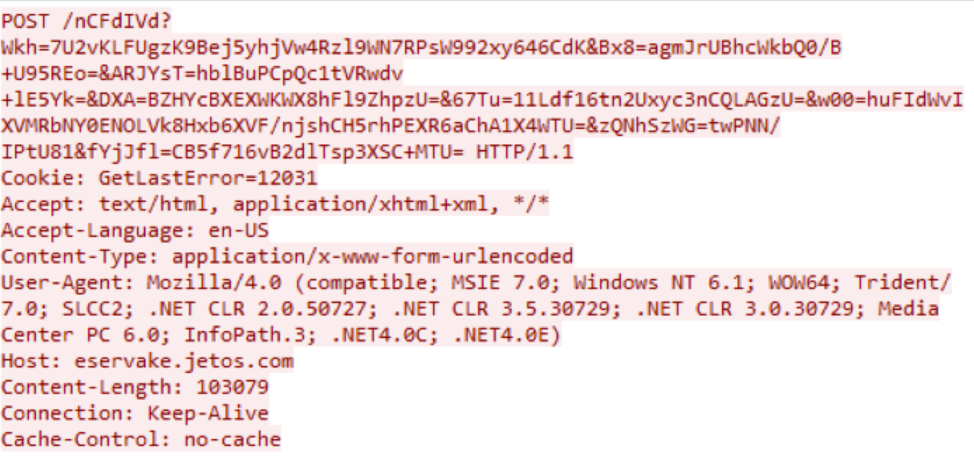 POST /nCFdIVd?
Wkh=7U2vKLFUgzK9Bej5yhjVw4Rzl9WN7RPsW992xy646CdK&Bx8=agmJrUBhcWkbQ0/B
+U95REo=&ARJYsT=hblBuPCpQc1tVRwdv
+lE5Yk=&DXA=BZHYcBXEXWKWX8hFl9ZhpzU=&67Tu=11Ldf16tn2Uxyc3nCQLAGzU=&w00=huFIdWvI
XVMRbNY0ENOLVk8Hxb6XVF/njshCH5rhPEXR6aChA1X4WTU=&zQNhSzWG=twPNN/
IPtU81&fYjJfl=CB5f716vB2dlTsp3XSC+MTU= HTTP/1.1
Cookie: GetLastError=12031
Accept: text/html, application/xhtml+xml, */*
Accept-Language: en-US
Content-Type: application/x-www-form-urlencoded
User-Agent: Mozilla/4.0 (compatible; MSIE 7.0; Windows NT 6.1; WOW64; Trident/
7.0; SLCC2; .NET CLR 2.0.50727; .NET CLR 3.5.30729; .NET CLR 3.0.30729; Media
Center PC 6.0; InfoPath.3; .NET4.0C; .NET4.0E)
Host: eservake.jetos.com
Content-Length: 103079
Connection: Keep-Alive
Cache-Control: no-cache